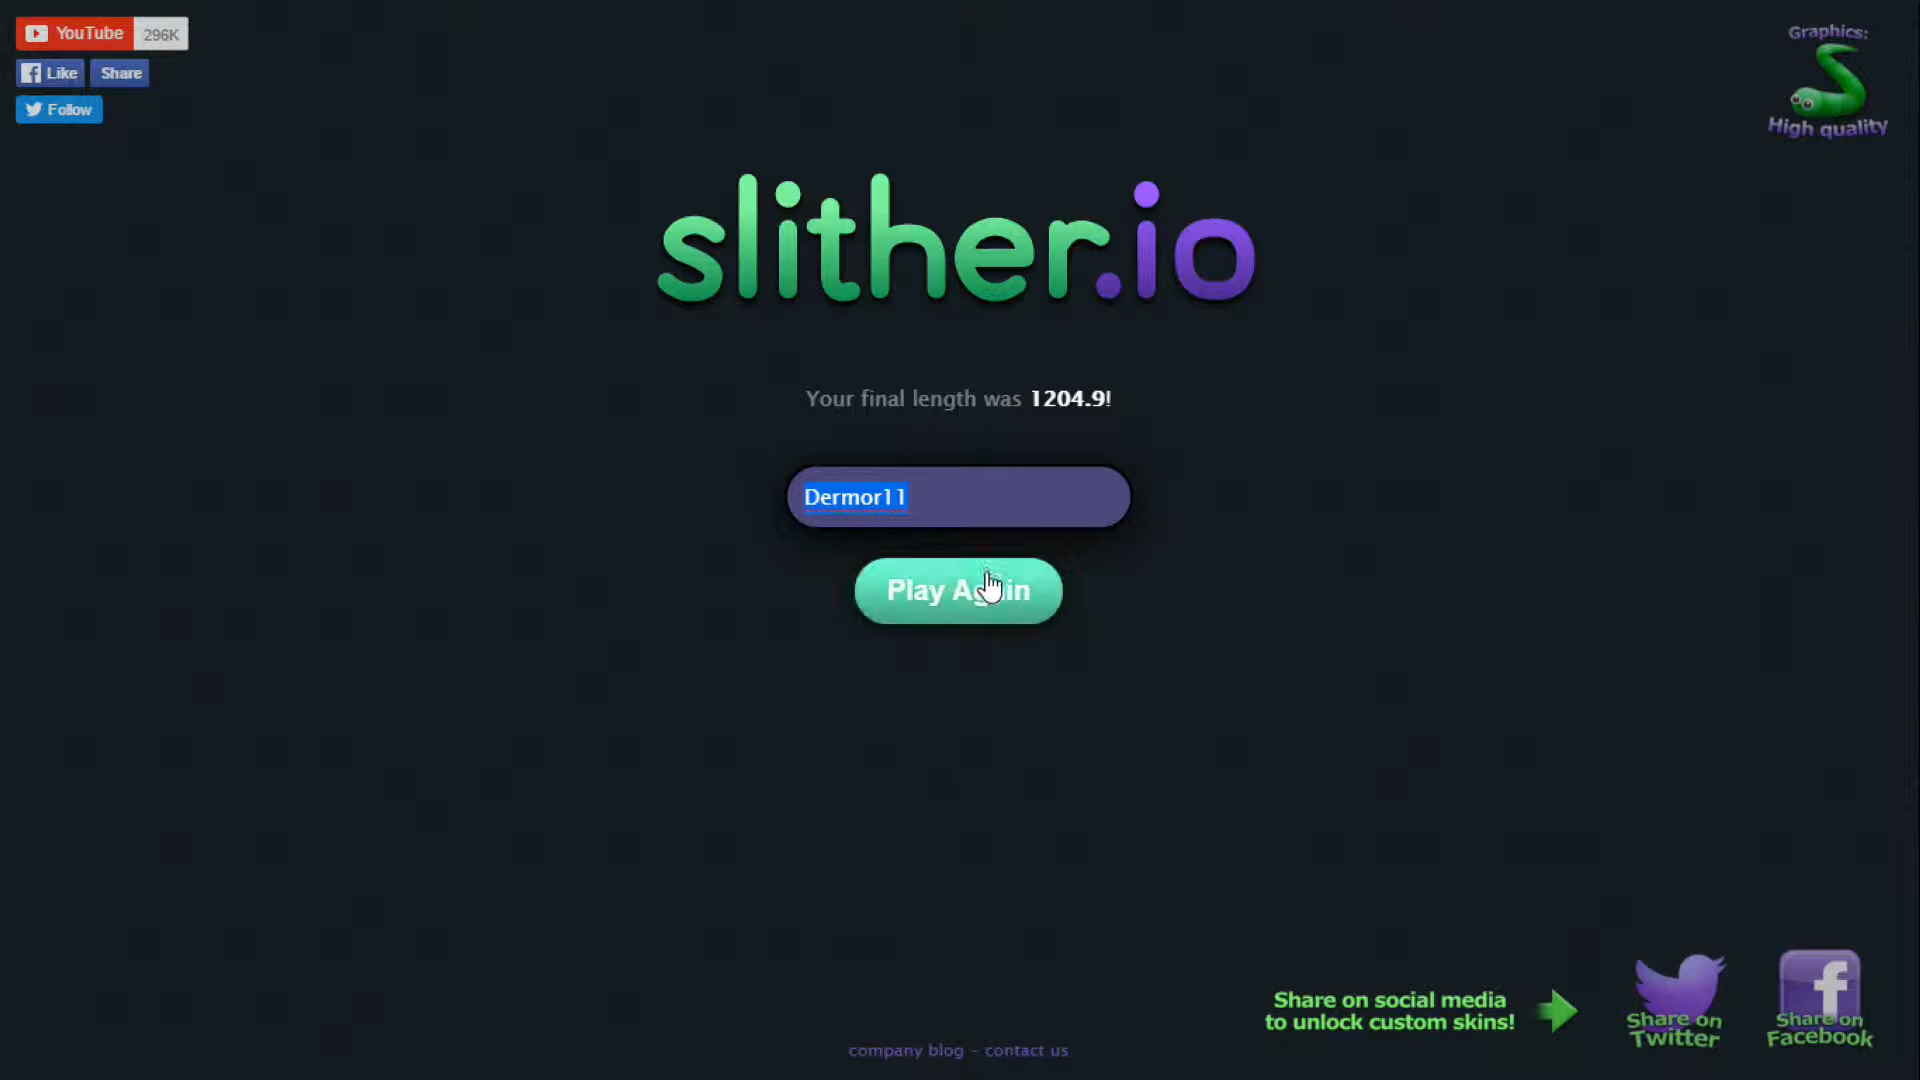 YouTube 296K
Like Share
Follow
Graphics:
High quality
slither.io
Your final length was 1204.9!
Dermor11
Play Again
Share on social media
to unlock custom skins!
Share on
Twitter
Share on
Facebook
company blog - contact us